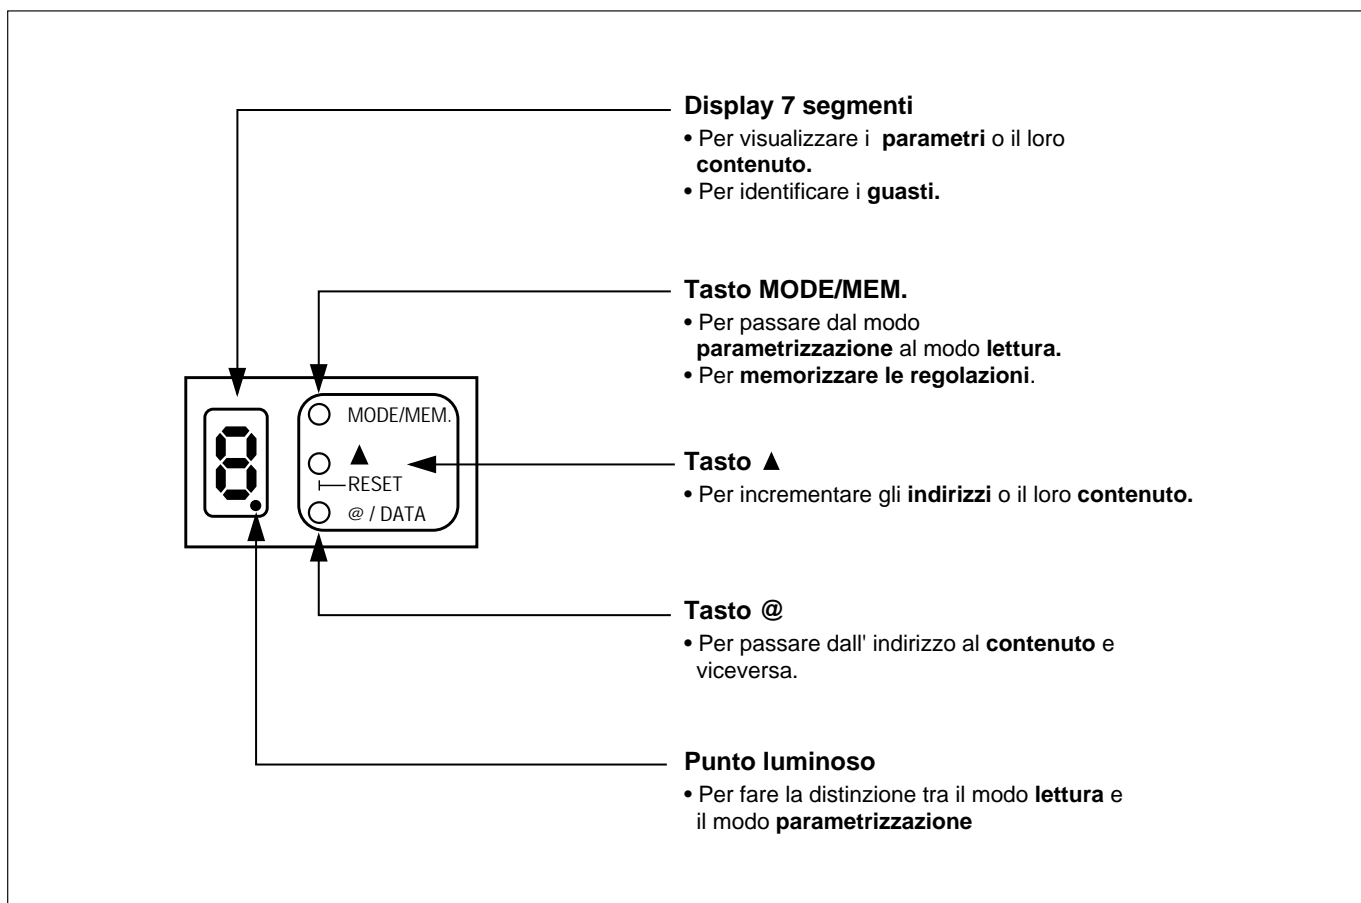 Display 7 segmenti
• Per visualizzare i parametri o il loro
contenuto.
• Per identificare i guasti.
Tasto MODE/MEM.
• Per passare dal modo
parametrizzazione al modo lettura.
• Per memorizzare le regolazioni.
8.
MODE/MEM.
▲
RESET
@ / DATA
Tasto ▲
• Per incrementare gli indirizzi o il loro contenuto.
Tasto @
• Per passare dall' indirizzo al contenuto e
viceversa.
Punto luminoso
• Per fare la distinzione tra il modo lettura e
il modo parametrizzazione